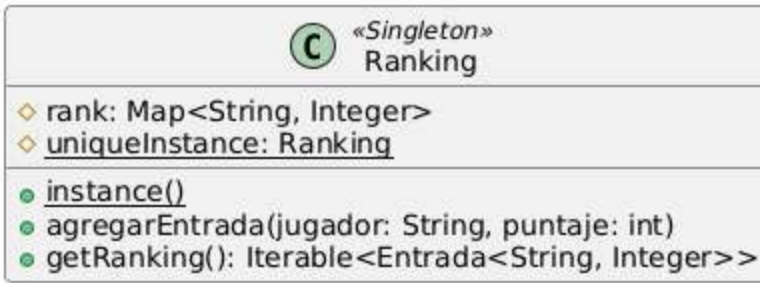 C
«Singleton»
Ranking
rank: Map<String, Integer>
uniqueInstance: Ranking
instance()
agregarEntrada(jugador: String, puntaje: int)
getRanking(): Iterable<Entrada<String, Integer>>